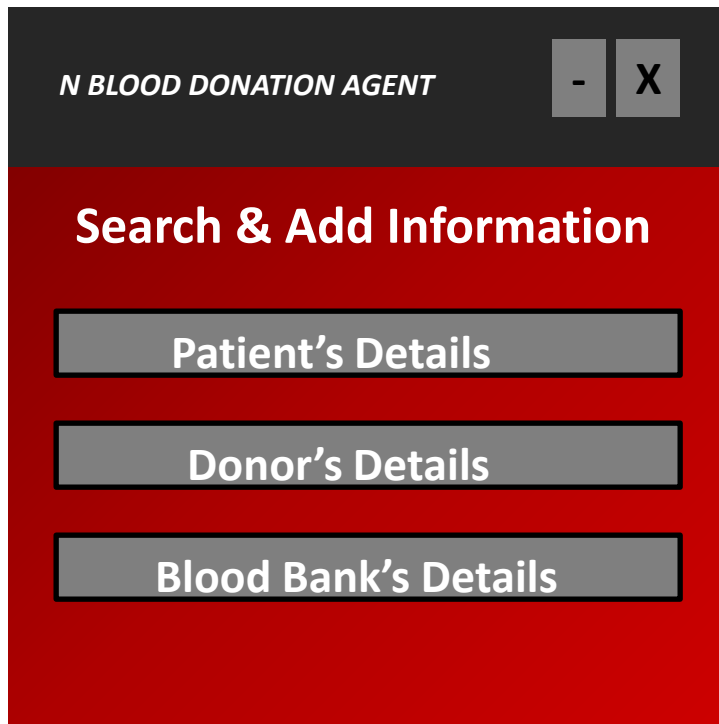 N BLOOD DONATION AGENT
- X
Search & Add Information
Patient’s Details
Donor’s Details
Blood Bank’s Details